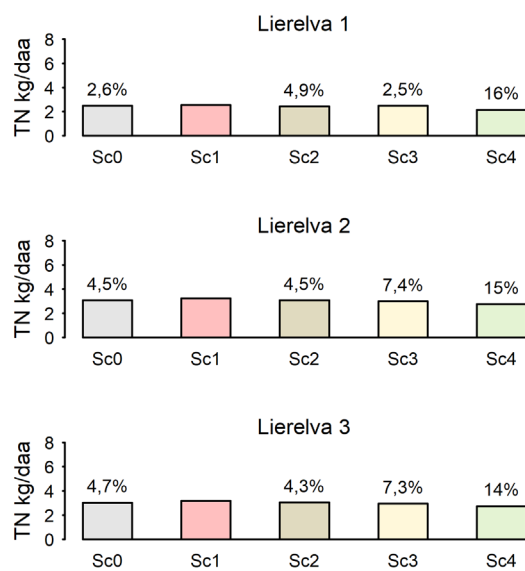 Lierelva 1
TN kg/daa
8
6
4
2
0
2,6% 4,9% 2,5% 16%
Sc0 Sc1 Sc2 Sc3 Sc4
Lierelva 2
TN kg/daa
8
6
4
2
0
4,5% 4,5% 7,4% 15%
Sc0 Sc1 Sc2 Sc3 Sc4
Lierelva 3
TN kg/daa
8
6
4
2
0
4,7% 4,3% 7,3% 14%
Sc0 Sc1 Sc2 Sc3 Sc4